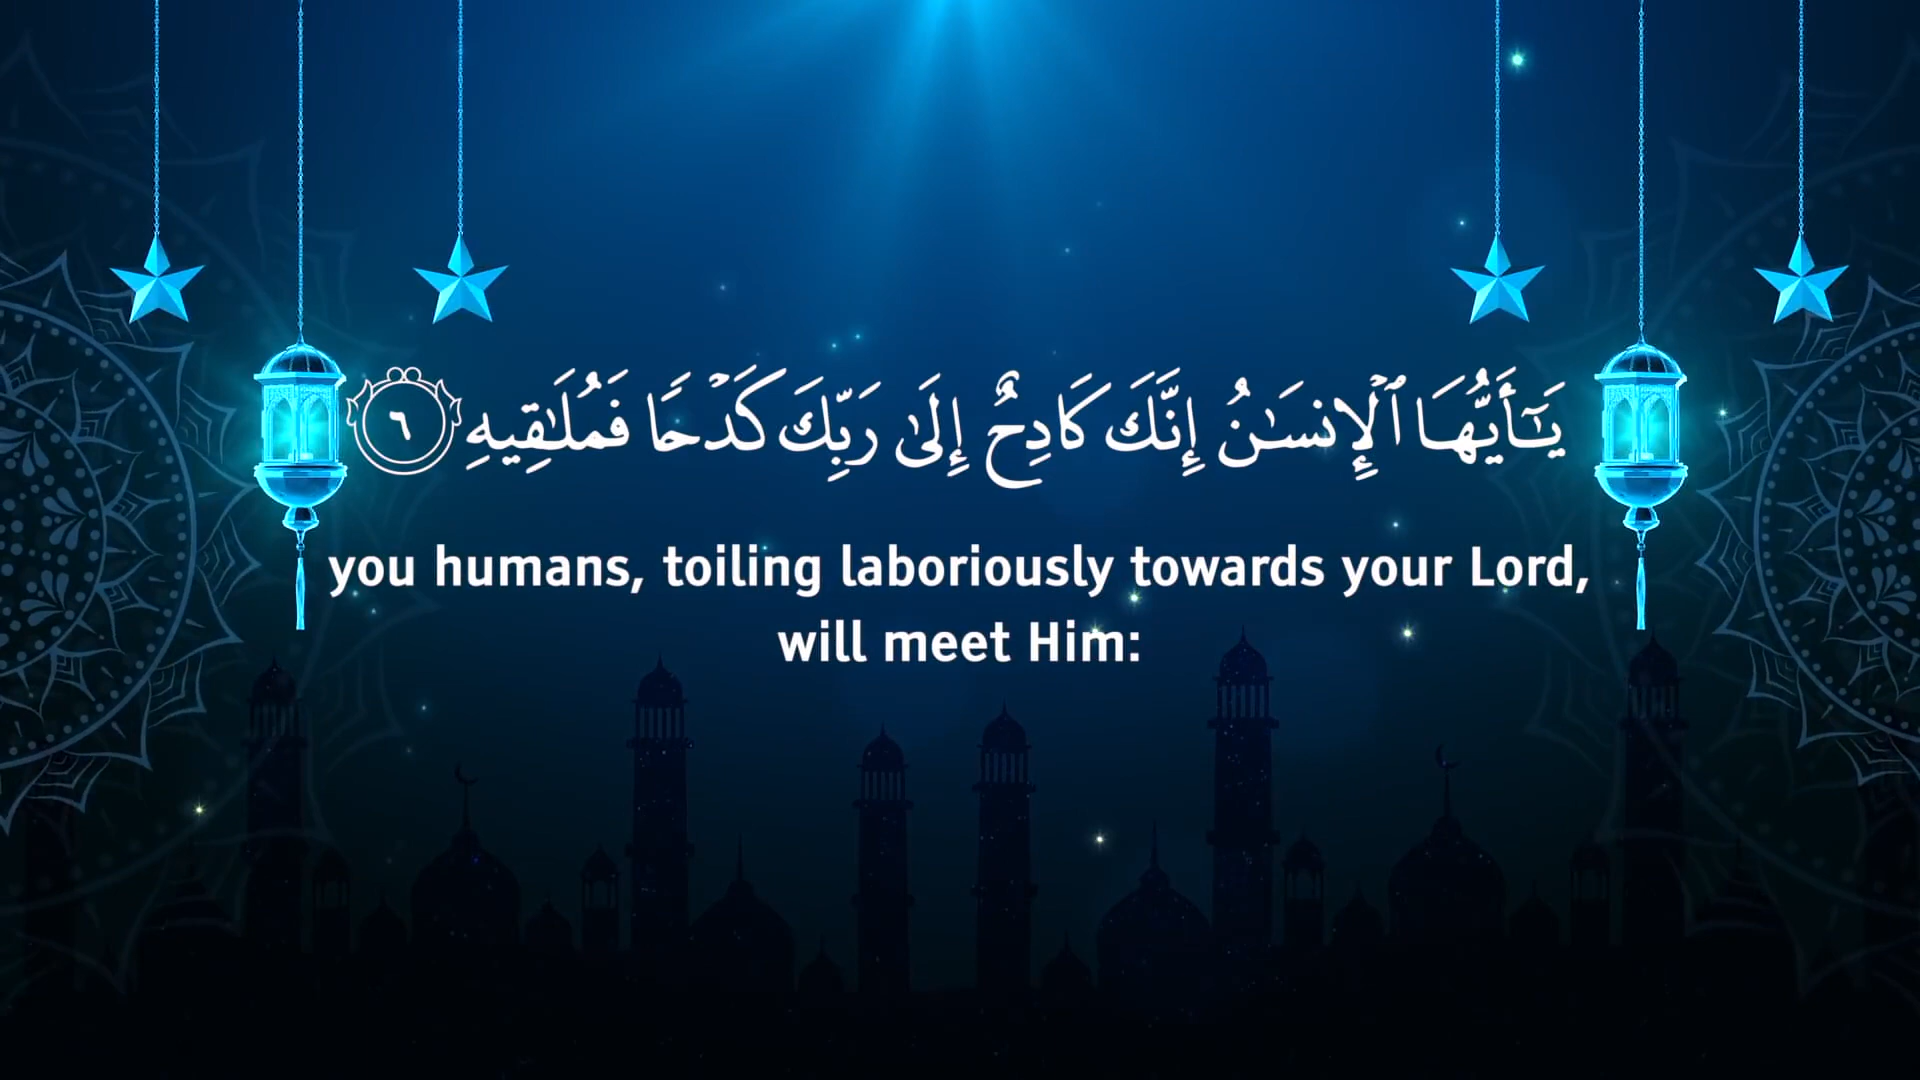 يَـٰٓأَيُّهَا ٱلْإِنسَـٰنُ إِنَّكَ كَادِحٌ إِلَىٰ رَبِّكَ كَدْحًا فَمُلَـٰقِيهِ ٦
you humans, toiling laboriously towards your Lord,
will meet Him: